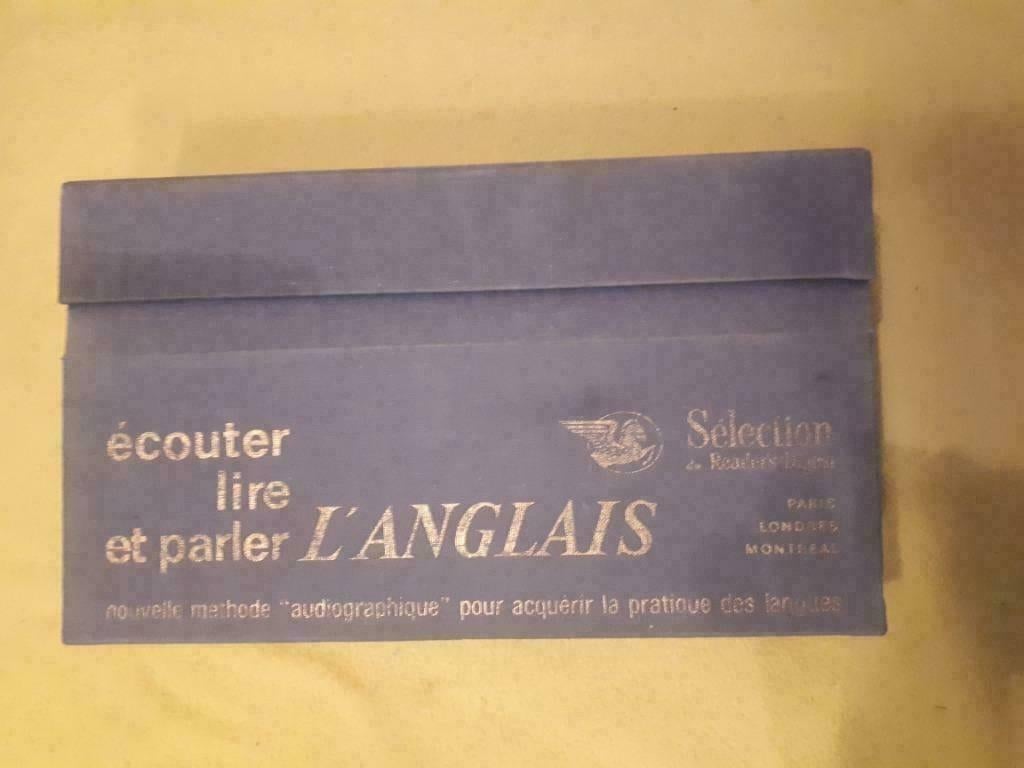 écouter
lire
et parler L'ANGLAIS
Sélection
du Reader's Digest
PARIS
LONDRES
MONTREAL
nouvelle methode "audiographique" pour acquérir la pratique des langues